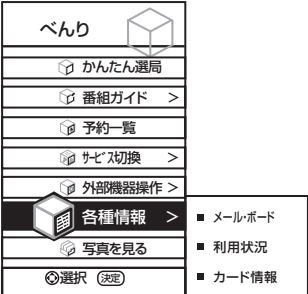 べんり
かんたん選局
番組ガイド >
予約一覧
ｻｰﾋﾞｽ切換 >
外部機器操作 >
各種情報 >
■ メール・ボード
写真を見る
■ 利用状況
選択 決定
■ カード情報